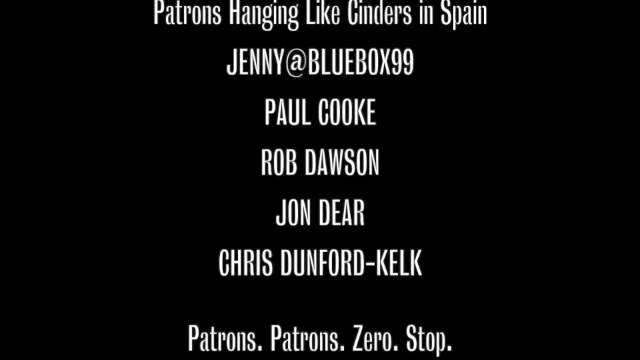 Patrons Hanging Like Cinders in Spain
JENNY@BLUEBOX99
PAUL COOKE
ROB DAWSON
JON DEAR
CHRIS DUNFORD-KELK
Patrons. Patrons. Zero. Stop.